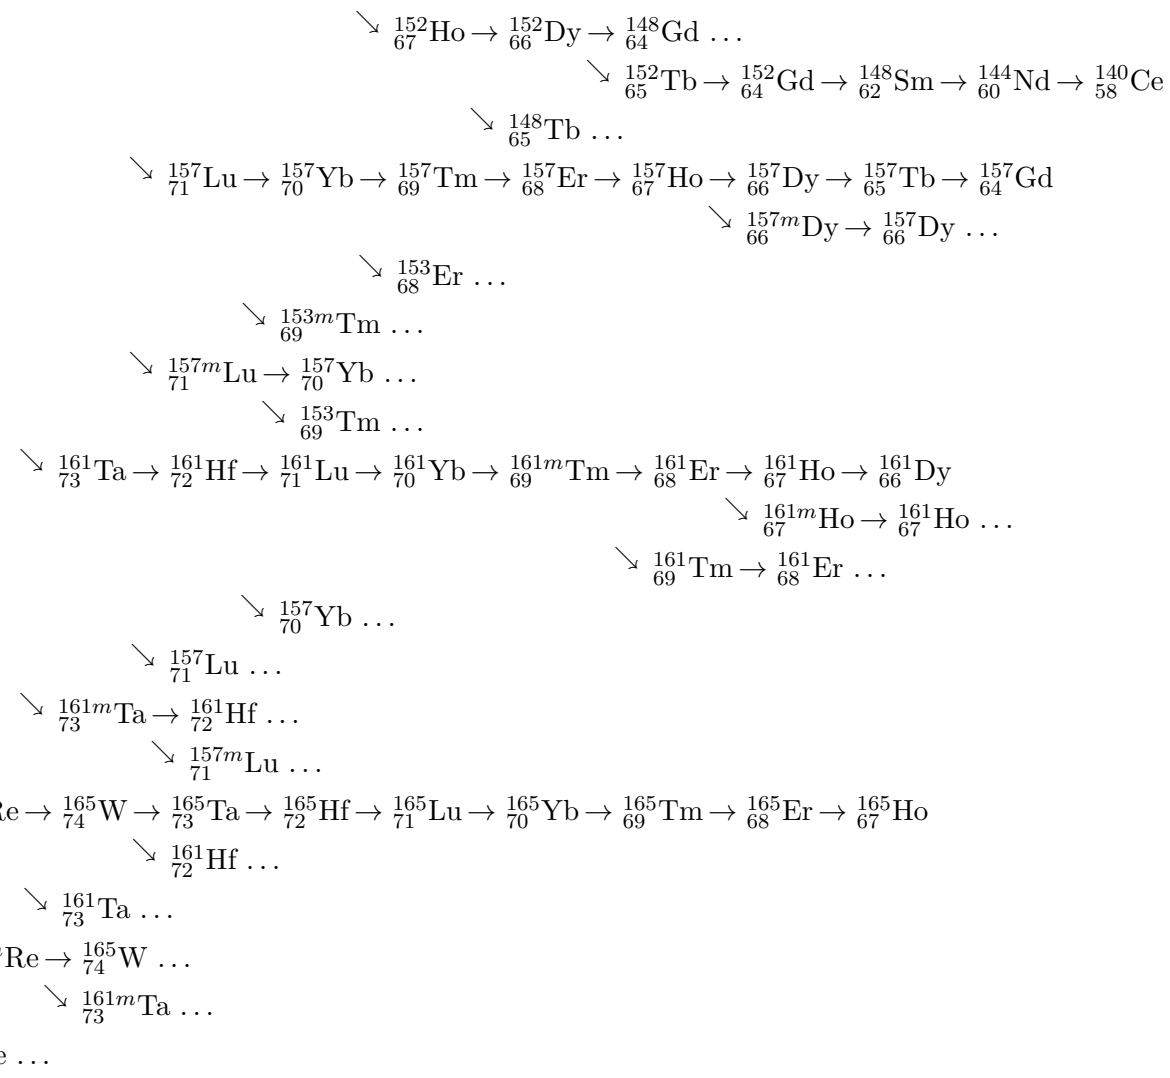 ↘ ¹⁵²₆₇Ho → ¹⁵²₆₆Dy → ¹⁴⁸₆₄Gd …
↘ ¹⁵²₆₅Tb → ¹⁵²₆₄Gd → ¹⁴⁸₆₂Sm → ¹⁴⁴₆₀Nd → ¹⁴⁰₅₈Ce
↘ ¹⁴⁸₆₅Tb …
↘ ¹⁵⁷₇₁Lu → ¹⁵⁷₇₀Yb → ¹⁵⁷₆₉Tm → ¹⁵⁷₆₈Er → ¹⁵⁷₆₇Ho → ¹⁵⁷₆₆Dy → ¹⁵⁷₆₅Tb → ¹⁵⁷₆₄Gd
↘ ¹⁵⁷ᵐ₆₆Dy → ¹⁵⁷₆₆Dy …
↘ ¹⁵³₆₈Er …
↘ ¹⁵³ᵐ₆₉Tm …
↘ ¹⁵⁷ᵐ₇₁Lu → ¹⁵⁷₇₀Yb …
↘ ¹⁵³₆₉Tm …
↘ ¹⁶¹₇₃Ta → ¹⁶¹₇₂Hf → ¹⁶¹₇₁Lu → ¹⁶¹₇₀Yb → ¹⁶¹ᵐ₆₉Tm → ¹⁶¹₆₈Er → ¹⁶¹₆₇Ho → ¹⁶¹₆₆Dy
↘ ¹⁶¹ᵐ₆₇Ho → ¹⁶¹₆₇Ho …
↘ ¹⁶¹₆₉Tm → ¹⁶¹₆₈Er …
↘ ¹⁵⁷₇₀Yb …
↘ ¹⁵⁷₇₁Lu …
↘ ¹⁶¹ᵐ₇₃Ta → ¹⁶¹₇₂Hf …
↘ ¹⁵⁷ᵐ₇₁Lu …
Re → ¹⁶⁵₇₄W → ¹⁶⁵₇₃Ta → ¹⁶⁵₇₂Hf → ¹⁶⁵₇₁Lu → ¹⁶⁵₇₀Yb → ¹⁶⁵₆₉Tm → ¹⁶⁵₆₈Er → ¹⁶⁵₆₇Ho
↘ ¹⁶¹₇₂Hf …
↘ ¹⁶¹₇₃Ta …
Re → ¹⁶⁵₇₄W …
↘ ¹⁶¹ᵐ₇₃Ta …
e …